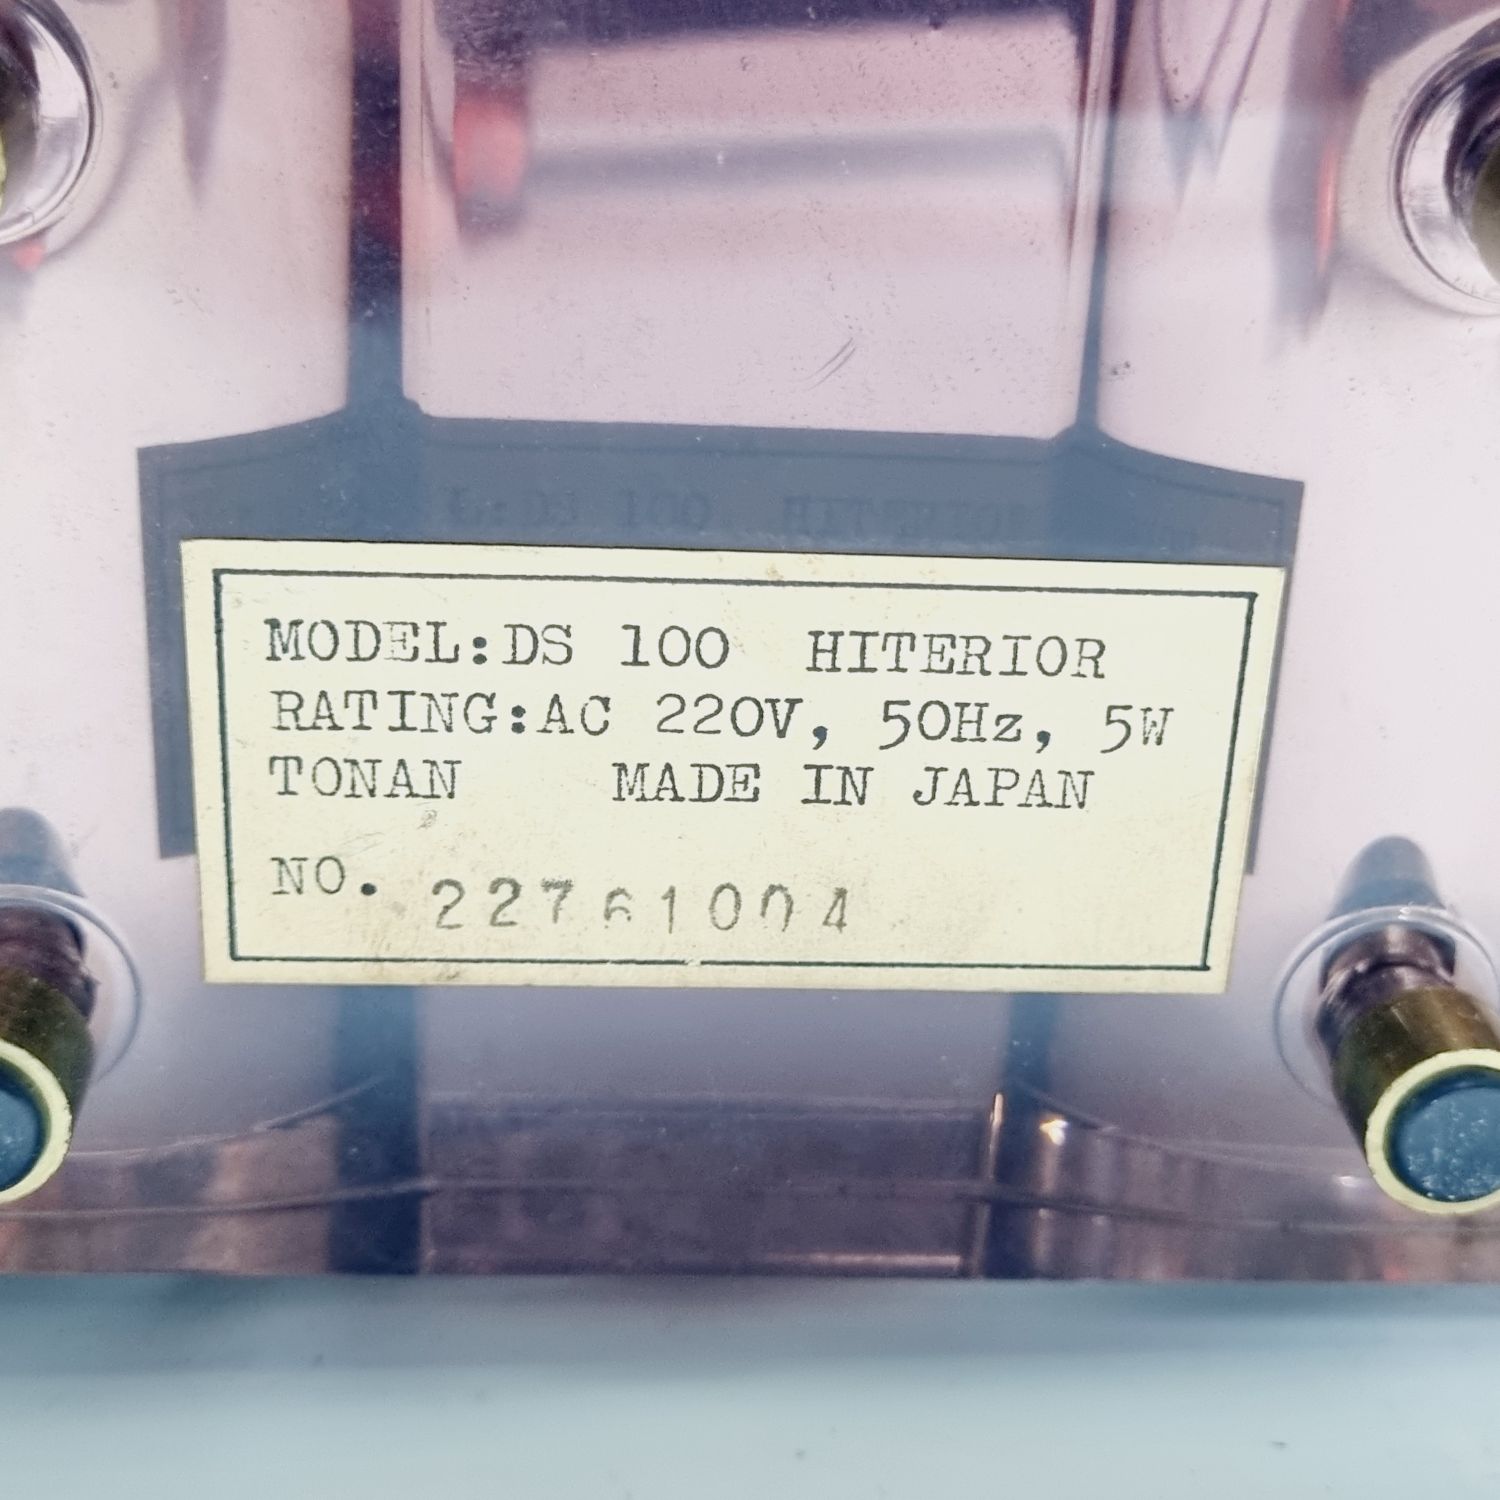 MODEL:DS 100 HITERIOR
RATING:AC 220V, 50Hz, 5W
TONAN MADE IN JAPAN
NO. 22761004